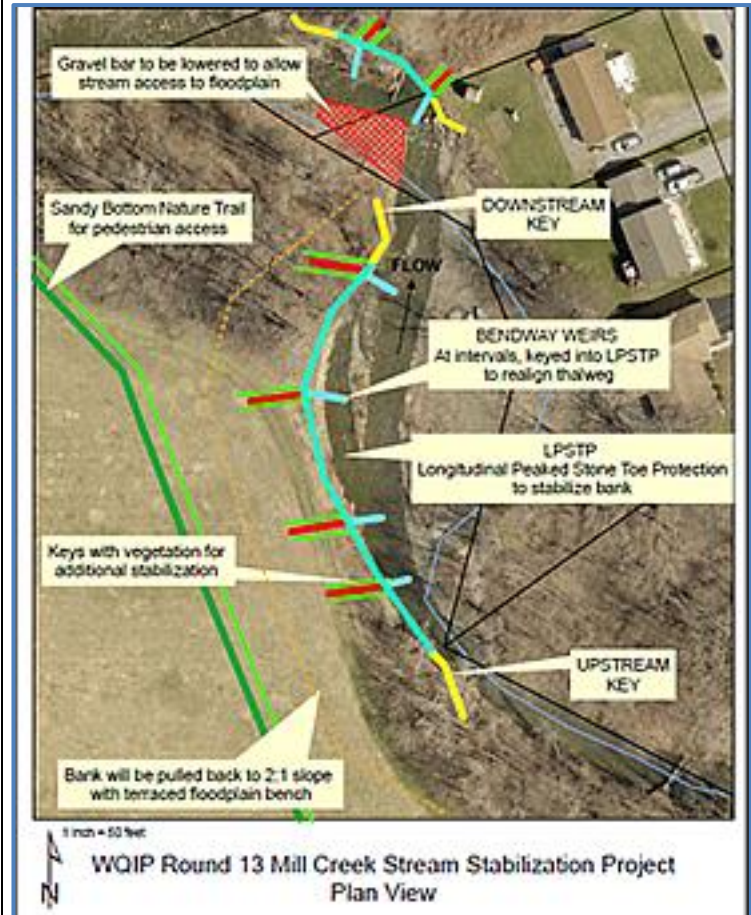 Gravel bar to be lowered to allow
stream access to floodplain
Sandy Bottom Nature Trail
for pedestrian access
DOWNSTREAM
KEY
FLOW
BENDWAY WEIRS
At intervals, keyed into LPSTP
to realign thalweg
LPSTP
Longitudinal Peaked Stone Toe Protection
to stabilize bank
Keys with vegetation for
additional stabilization
UPSTREAM
KEY
Bank will be pulled back to 2:1 slope
with terraced floodplain bench
1 inch = 50 feet
N
WQIP Round 13 Mill Creek Stream Stabilization Project
Plan View